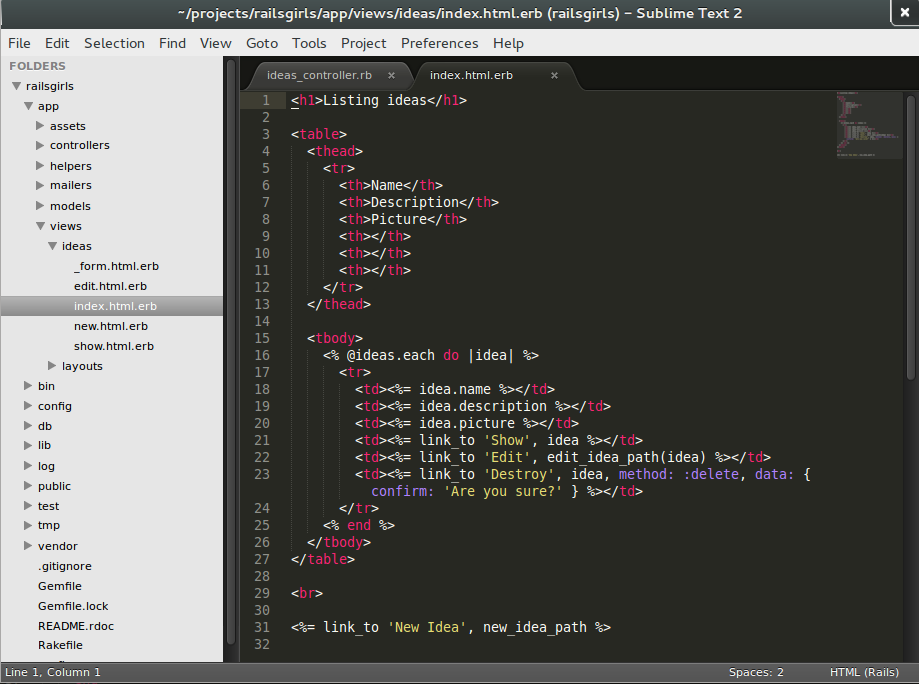 ~/projects/railsgirls/app/views/ideas/index.html.erb (railsgirls) – Sublime Text 2
File Edit Selection Find View Goto Tools Project Preferences Help
FOLDERS
railsgirls
app
assets
controllers
helpers
mailers
models
views
ideas
_form.html.erb
edit.html.erb
index.html.erb
new.html.erb
show.html.erb
layouts
bin
config
db
lib
log
public
test
tmp
vendor
.gitignore
Gemfile
Gemfile.lock
README.rdoc
Rakefile
ideas_controller.rb × index.html.erb ×
1 <h1>Listing ideas</h1>
2
3 <table>
4 <thead>
5 <tr>
6 <th>Name</th>
7 <th>Description</th>
8 <th>Picture</th>
9 <th></th>
10 <th></th>
11 <th></th>
12 </tr>
13 </thead>
14
15 <tbody>
16 <% @ideas.each do |idea| %>
17 <tr>
18 <td><%= idea.name %></td>
19 <td><%= idea.description %></td>
20 <td><%= idea.picture %></td>
21 <td><%= link_to 'Show', idea %></td>
22 <td><%= link_to 'Edit', edit_idea_path(idea) %></td>
23 <td><%= link_to 'Destroy', idea, method: :delete, data: {
confirm: 'Are you sure?' } %></td>
24 </tr>
25 <% end %>
26 </tbody>
27 </table>
28
29 <br>
30
31 <%= link_to 'New Idea', new_idea_path %>
32
Line 1, Column 1 Spaces: 2 HTML (Rails)